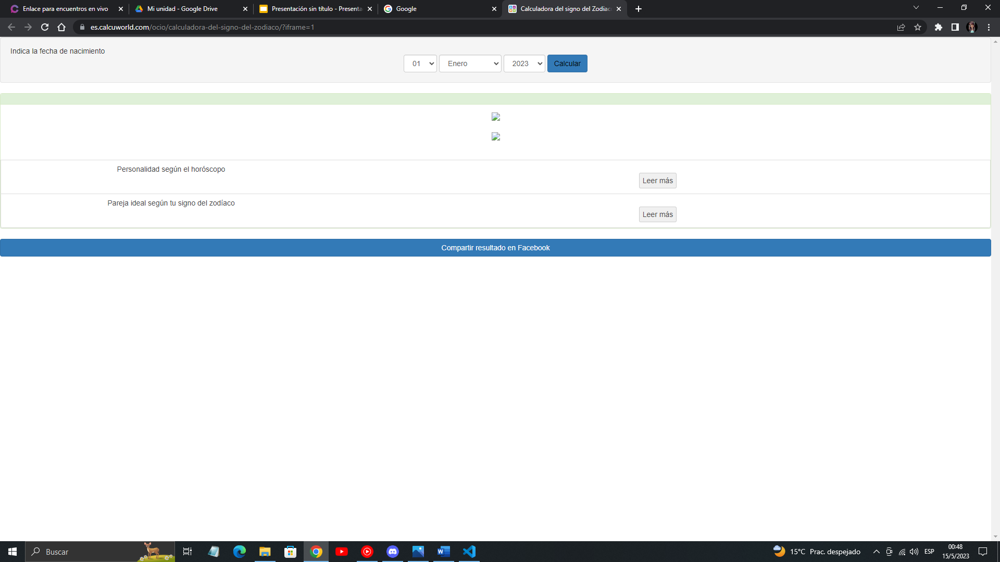 Enlace para encuentros en vivo
Mi unidad - Google Drive
Presentación sin título - Presenta
Google
Calculadora del signo del Zodiac
es.calcuworld.com/ocio/calculadora-del-signo-del-zodiaco/?iframe=1
Indica la fecha de nacimiento
01 Enero 2023 Calcular
Personalidad según el horóscopo
Leer más
Pareja ideal según tu signo del zodíaco
Leer más
Compartir resultado en Facebook
Buscar
15°C Prac. despejado
ESP
00:48
15/5/2023